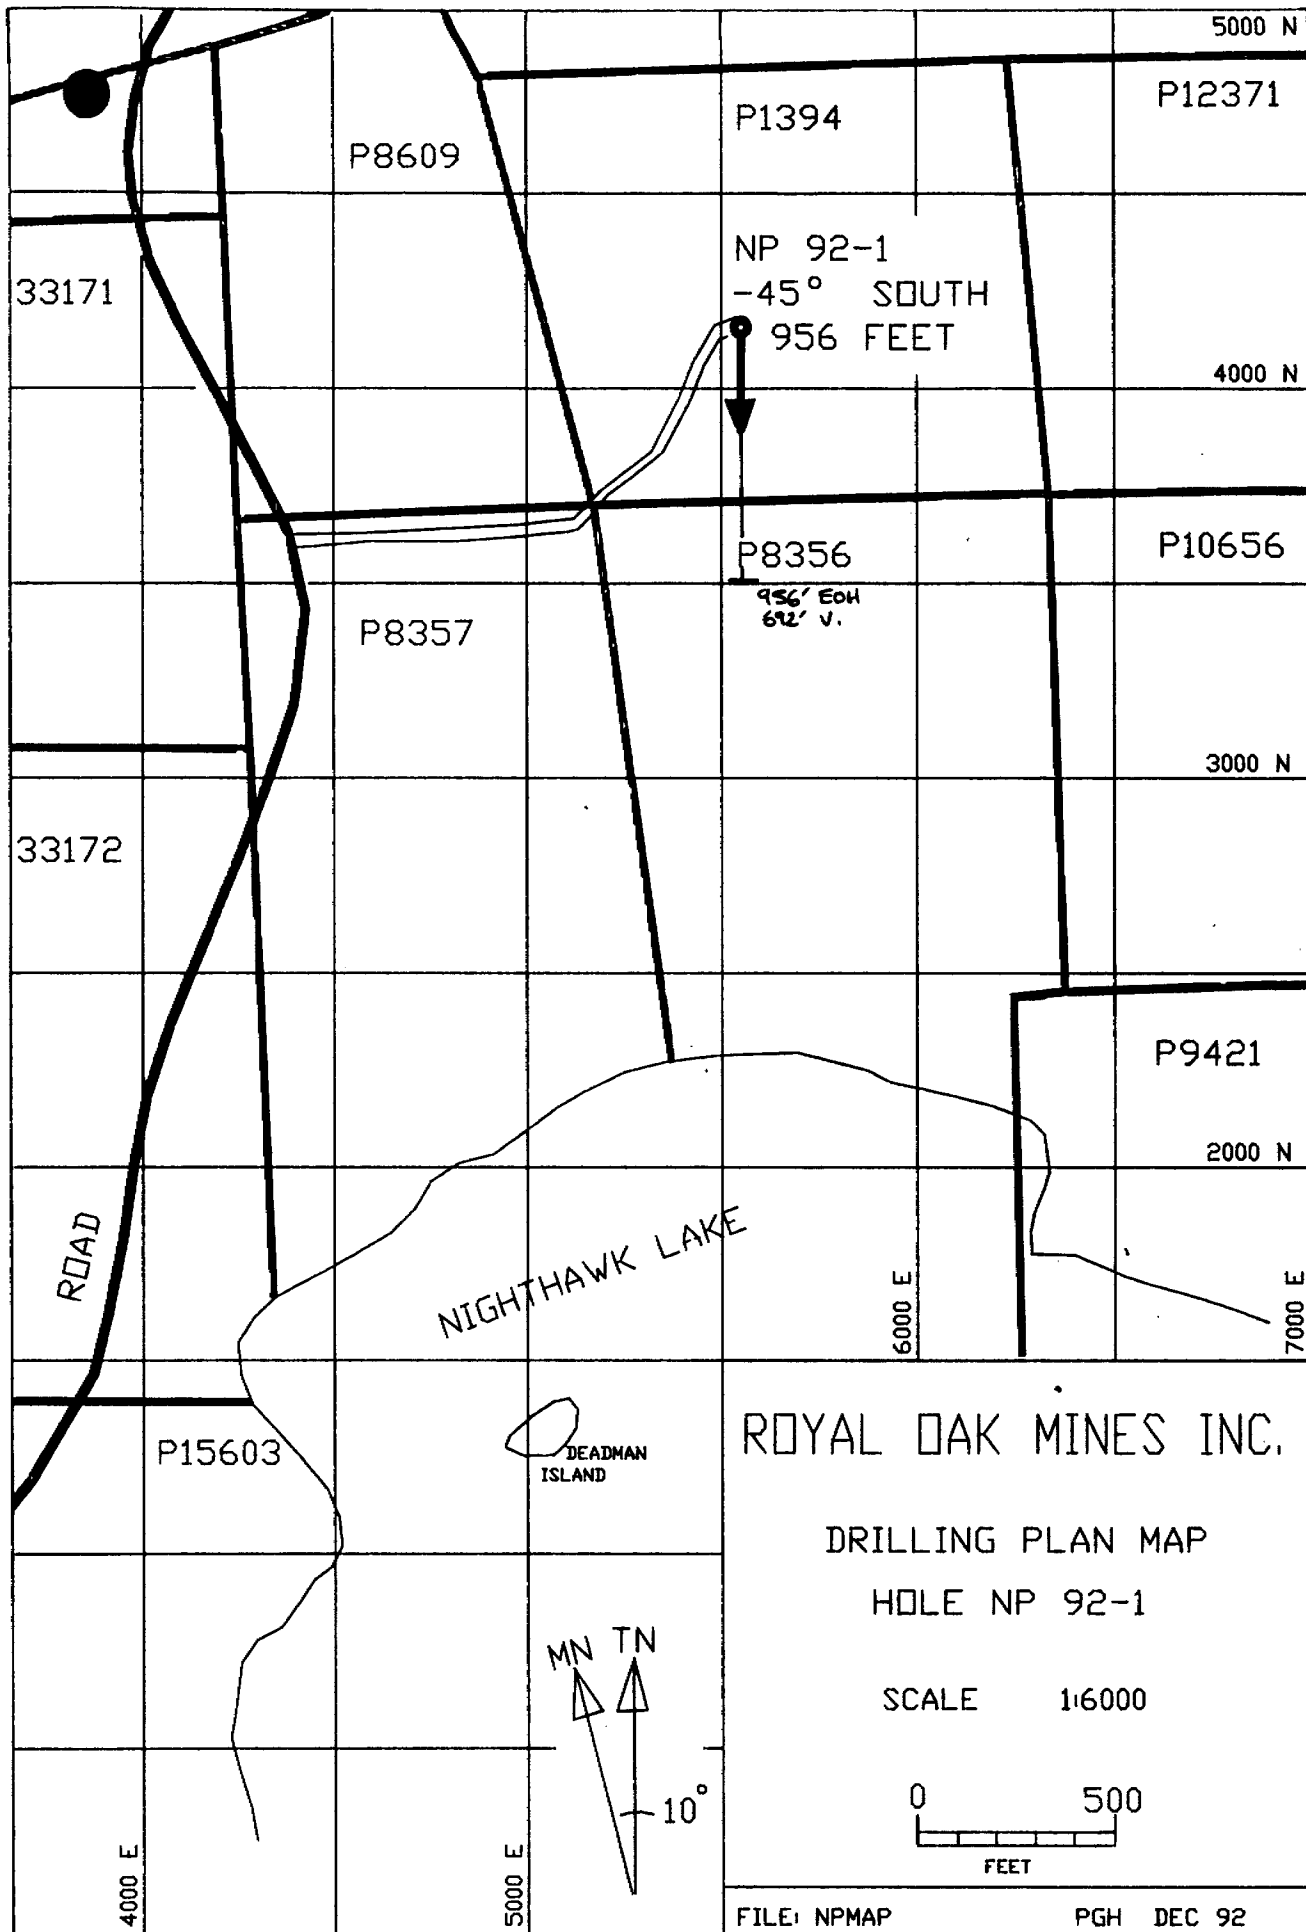 5000 N
P12371
P1394
P8609
NP 92-1
-45° SOUTH
956 FEET
33171
4000 N
P8356
P10656
956' EOH
692' V.
P8357
3000 N
33172
P9421
2000 N
ROAD
NIGHTHAWK LAKE
6000 E
7000 E
DEADMAN
ISLAND
P15603
ROYAL OAK MINES INC.
DRILLING PLAN MAP
HOLE NP 92-1
MN TN
SCALE 1:6000
10°
0 500
FEET
4000 E
5000 E
FILE: NPMAP PGH DEC 92